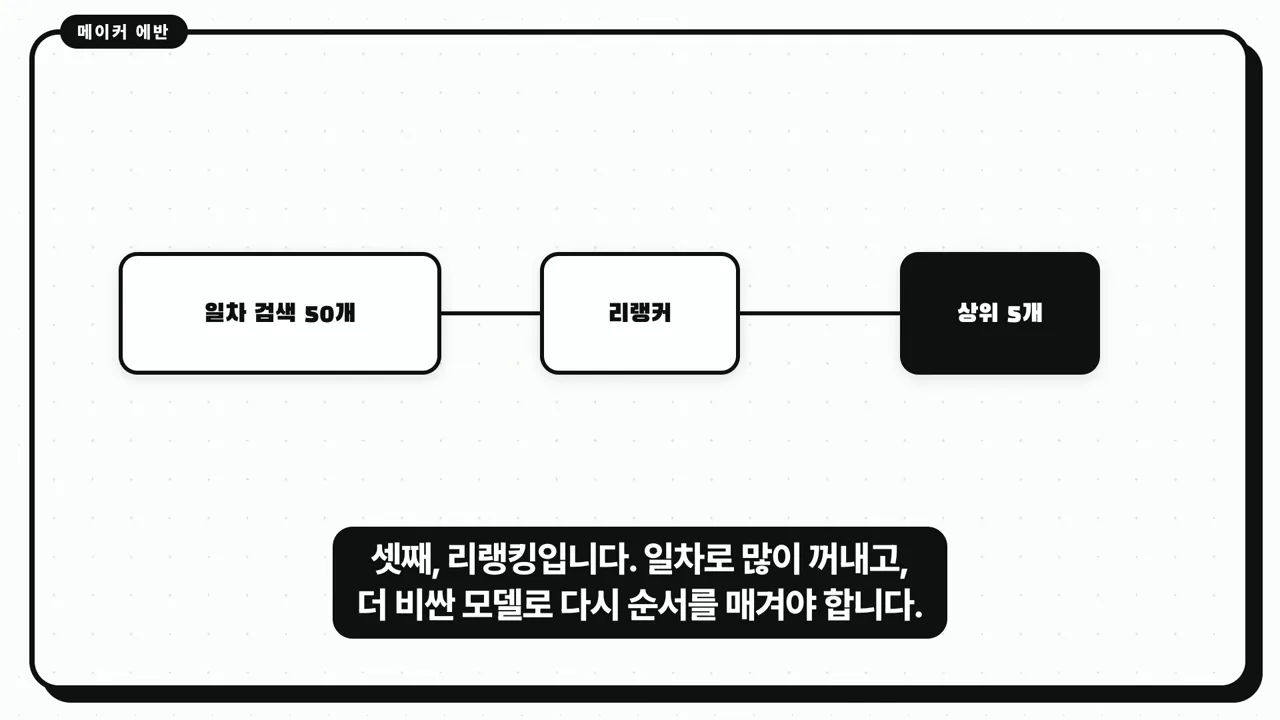 메이커 에반
일차 검색 50개
리랭커
상위 5개
셋째, 리랭킹입니다. 일차로 많이 꺼내고,
더 비싼 모델로 다시 순서를 매겨야 합니다.